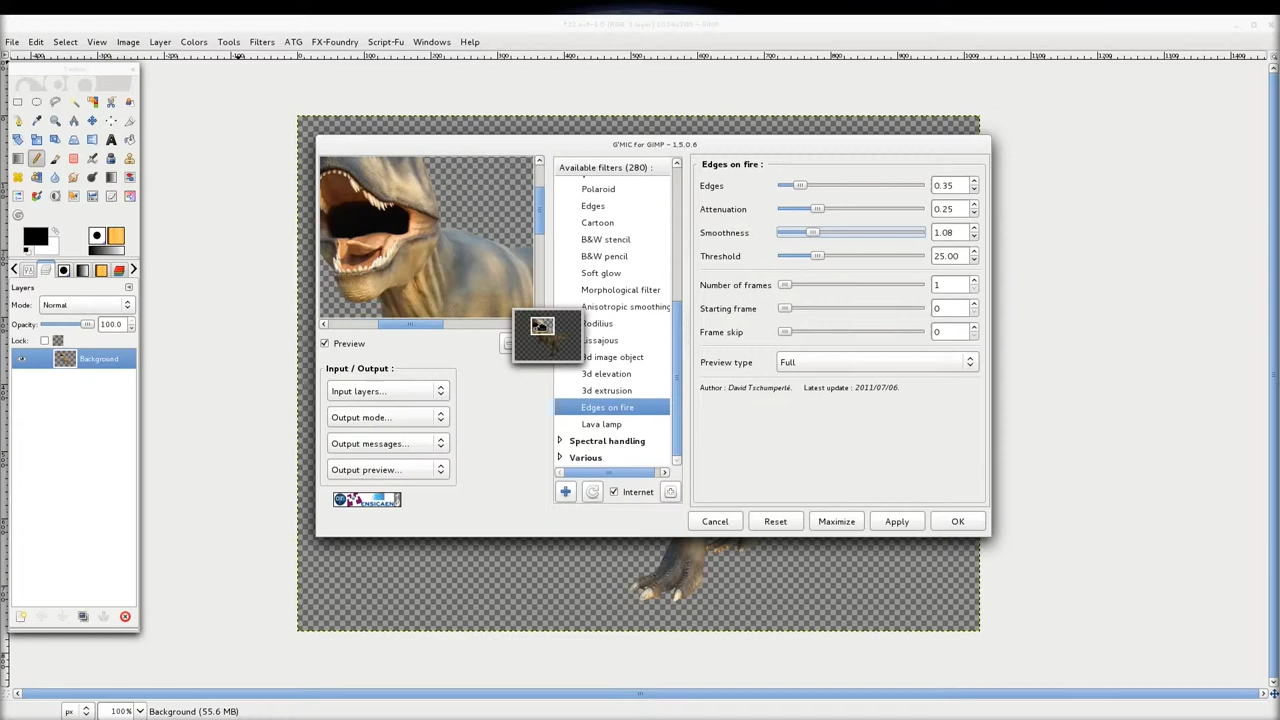 File Edit Select View Image Layer Colors Tools Filters ATG FX-Foundry Script-Fu Windows Help
G'MIC for GIMP - 1.5.0.6
Available filters (280) :
Polaroid
Edges
Cartoon
B&W stencil
B&W pencil
Soft glow
Morphological filter
Anisotropic smoothing
Rodilius
3d image object
3d elevation
3d extrusion
Edges on fire
Lava lamp
Spectral handling
Various
Internet
Preview
Input / Output :
Input layers...
Output mode...
Output messages...
Output preview...
ENSICAEN
Edges on fire :
Edges 0.35
Attenuation 0.25
Smoothness 1.08
Threshold 25.00
Number of frames 1
Starting frame 0
Frame skip 0
Preview type Full
Author : David Tschumperlé. Latest update : 2011/07/06.
Cancel Reset Maximize Apply OK
Layers
Mode: Normal
Opacity: 100.0
Lock:
Background
px 100% Background (55.6 MB)